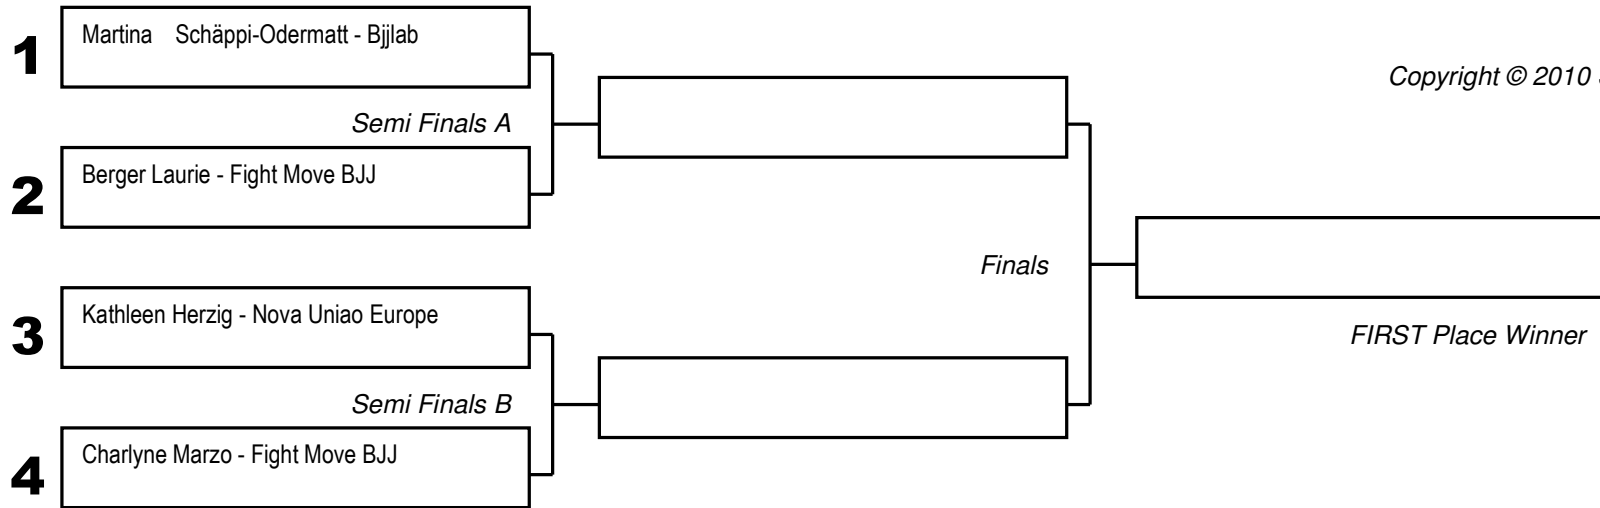 1
Martina Schäppi-Odermatt - Bjjlab
Copyright © 2010
Semi Finals A
2
Berger Laurie - Fight Move BJJ
Finals
3
Kathleen Herzig - Nova Uniao Europe
FIRST Place Winner
Semi Finals B
4
Charlyne Marzo - Fight Move BJJ